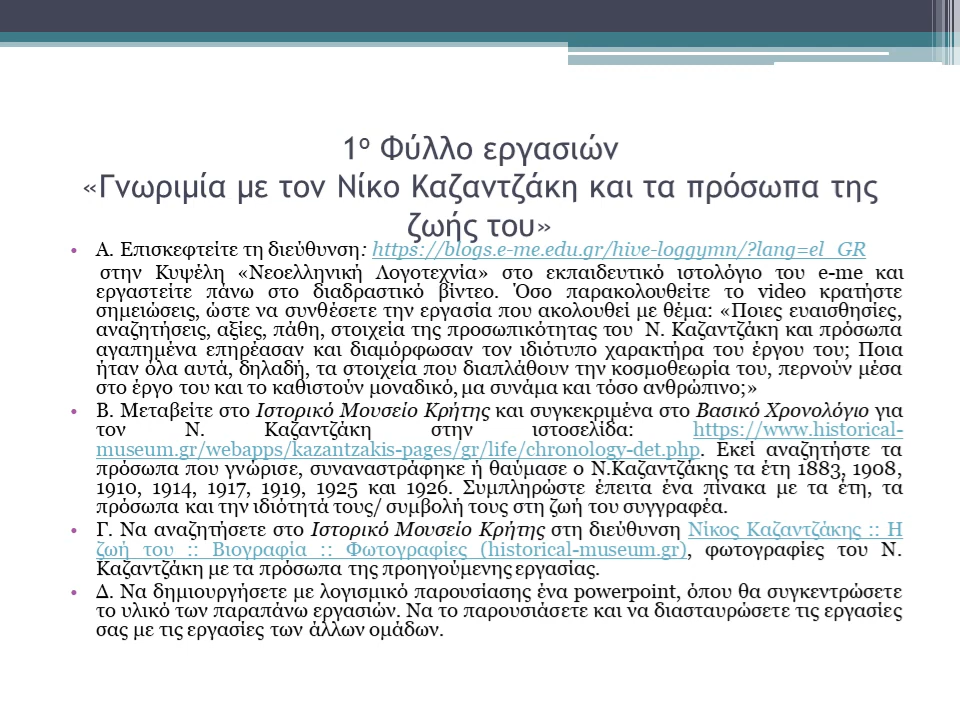 1ο Φύλλο εργασιών
«Γνωριμία με τον Νίκο Καζαντζάκη και τα πρόσωπα της
ζωής του»
• Α. Επισκεφτείτε τη διεύθυνση: https://blogs.e-me.edu.gr/hive-loggymn/?lang=el_GR
στην Κυψέλη «Νεοελληνική Λογοτεχνία» στο εκπαιδευτικό ιστολόγιο του e-me και
εργαστείτε πάνω στο διαδραστικό βίντεο. Όσο παρακολουθείτε το video κρατήστε
σημειώσεις, ώστε να συνθέσετε την εργασία που ακολουθεί με θέμα: «Ποιες ευαισθησίες,
αναζητήσεις, αξίες, πάθη, στοιχεία της προσωπικότητας του Ν. Καζαντζάκη και πρόσωπα
αγαπημένα επηρέασαν και διαμόρφωσαν τον ιδιότυπο χαρακτήρα του έργου του; Ποια
ήταν όλα αυτά, δηλαδή, τα στοιχεία που διαπλάθουν την κοσμοθεωρία του, περνούν μέσα
στο έργο του και το καθιστούν μοναδικό, μα συνάμα και τόσο ανθρώπινο;»
• Β. Μεταβείτε στο Ιστορικό Μουσείο Κρήτης και συγκεκριμένα στο Βασικό Χρονολόγιο για
τον Ν. Καζαντζάκη στην ιστοσελίδα: https://www.historical-
museum.gr/webapps/kazantzakis-pages/gr/life/chronology-det.php. Εκεί αναζητήστε τα
πρόσωπα που γνώρισε, συναναστράφηκε ή θαύμασε ο Ν.Καζαντζάκης τα έτη 1883, 1908,
1910, 1914, 1917, 1919, 1925 και 1926. Συμπληρώστε έπειτα ένα πίνακα με τα έτη, τα
πρόσωπα και την ιδιότητά τους/ συμβολή τους στη ζωή του συγγραφέα.
• Γ. Να αναζητήσετε στο Ιστορικό Μουσείο Κρήτης στη διεύθυνση Νίκος Καζαντζάκης :: Η
ζωή του :: Βιογραφία :: Φωτογραφίες (historical-museum.gr), φωτογραφίες του Ν.
Καζαντζάκη με τα πρόσωπα της προηγούμενης εργασίας.
• Δ. Να δημιουργήσετε με λογισμικό παρουσίασης ένα powerpoint, όπου θα συγκεντρώσετε
το υλικό των παραπάνω εργασιών. Να το παρουσιάσετε και να διασταυρώσετε τις εργασίες
σας με τις εργασίες των άλλων ομάδων.